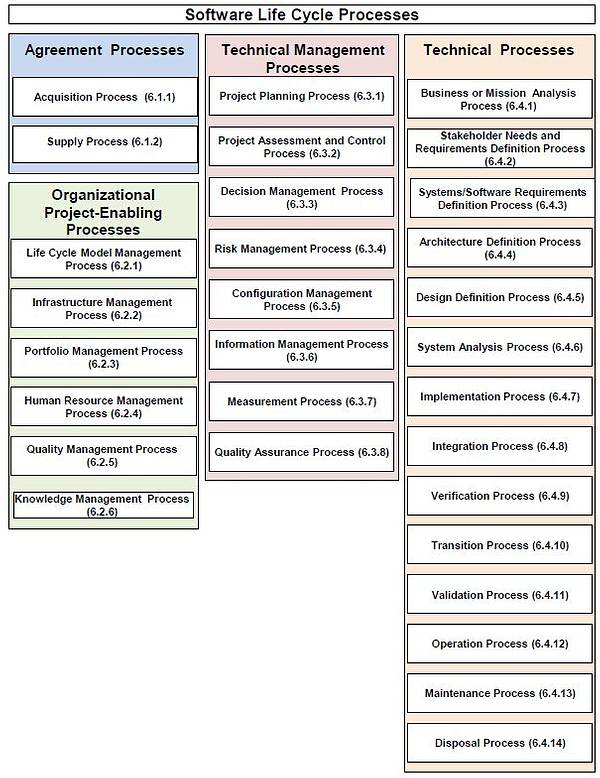 Software Life Cycle Processes
Agreement Processes
Acquisition Process (6.1.1)
Supply Process (6.1.2)
Organizational
Project-Enabling
Processes
Life Cycle Model Management
Process (6.2.1)
Infrastructure Management
Process (6.2.2)
Portfolio Management Process
(6.2.3)
Human Resource Management
Process (6.2.4)
Quality Management Process
(6.2.5)
Knowledge Management Process
(6.2.6)
Technical Management
Processes
Project Planning Process (6.3.1)
Project Assessment and Control
Process (6.3.2)
Decision Management Process
(6.3.3)
Risk Management Process (6.3.4)
Configuration Management
Process (6.3.5)
Information Management Process
(6.3.6)
Measurement Process (6.3.7)
Quality Assurance Process (6.3.8)
Technical Processes
Business or Mission Analysis
Process (6.4.1)
Stakeholder Needs and
Requirements Definition Process
(6.4.2)
Systems/Software Requirements
Definition Process (6.4.3)
Architecture Definition Process
(6.4.4)
Design Definition Process (6.4.5)
System Analysis Process (6.4.6)
Implementation Process (6.4.7)
Integration Process (6.4.8)
Verification Process (6.4.9)
Transition Process (6.4.10)
Validation Process (6.4.11)
Operation Process (6.4.12)
Maintenance Process (6.4.13)
Disposal Process (6.4.14)